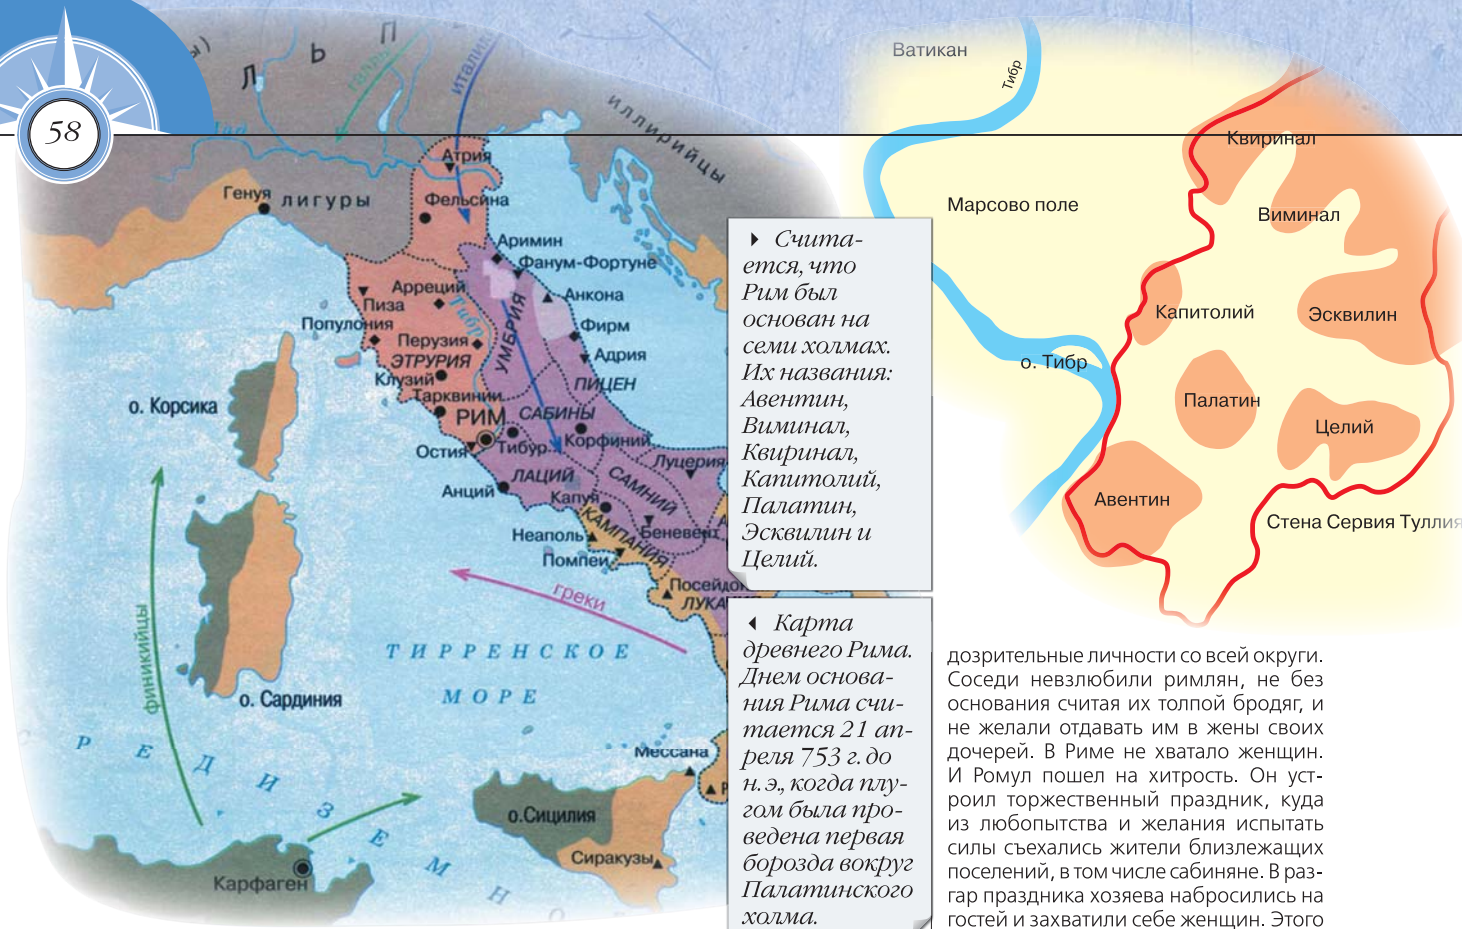 58
Л Ь П
галлы
италики
иллирийцы
Пад
Атрия
Генуя
лигуры
Фельсина
Аримин
Фанум-Фортуне
Арреций
Пиза
Тибр
УМБРИЯ
Анкона
Популония
Перузия
Фирм
ЭТРУРИЯ
Адрия
Клузий
ПИЦЕН
Тарквинии
о. Корсика
РИМ
САБИНЫ
Остия
Тибур
Корфиний
ЛАЦИЙ
САМНИЙ
Луцерия
Анций
Капуя
КАМПАНИЯ
Неаполь
Беневент
Помпеи
Посейдо
ЛУКА
греки
финикийцы
ТИРРЕНСКОЕ
МОРЕ
о. Сардиния
СРЕДИЗЕМНО
Мессана
о.Сицилия
Сиракузы
Карфаген
Ватикан
Тибр
Квиринал
Марсово поле
Виминал
Капитолий
Эсквилин
о. Тибр
Палатин
Целий
Авентин
Стена Сервия Туллия
Счита-
ется, что
Рим был
основан на
семи холмах.
Их названия:
Авентин,
Виминал,
Квиринал,
Капитолий,
Палатин,
Эсквилин и
Целий.
Карта
древнего Рима.
Днем основа-
ния Рима счи-
тается 21 ап-
реля 753 г. до
н. э., когда плу-
гом была про-
ведена первая
борозда вокруг
Палатинского
холма.
дозрительные личности со всей округи.
Соседи невзлюбили римлян, не без
основания считая их толпой бродяг, и
не желали отдавать им в жены своих
дочерей. В Риме не хватало женщин.
И Ромул пошел на хитрость. Он уст-
роил торжественный праздник, куда
из любопытства и желания испытать
силы съехались жители близлежащих
поселений, в том числе сабиняне. В раз-
гар праздника хозяева набросились на
гостей и захватили себе женщин. Этого